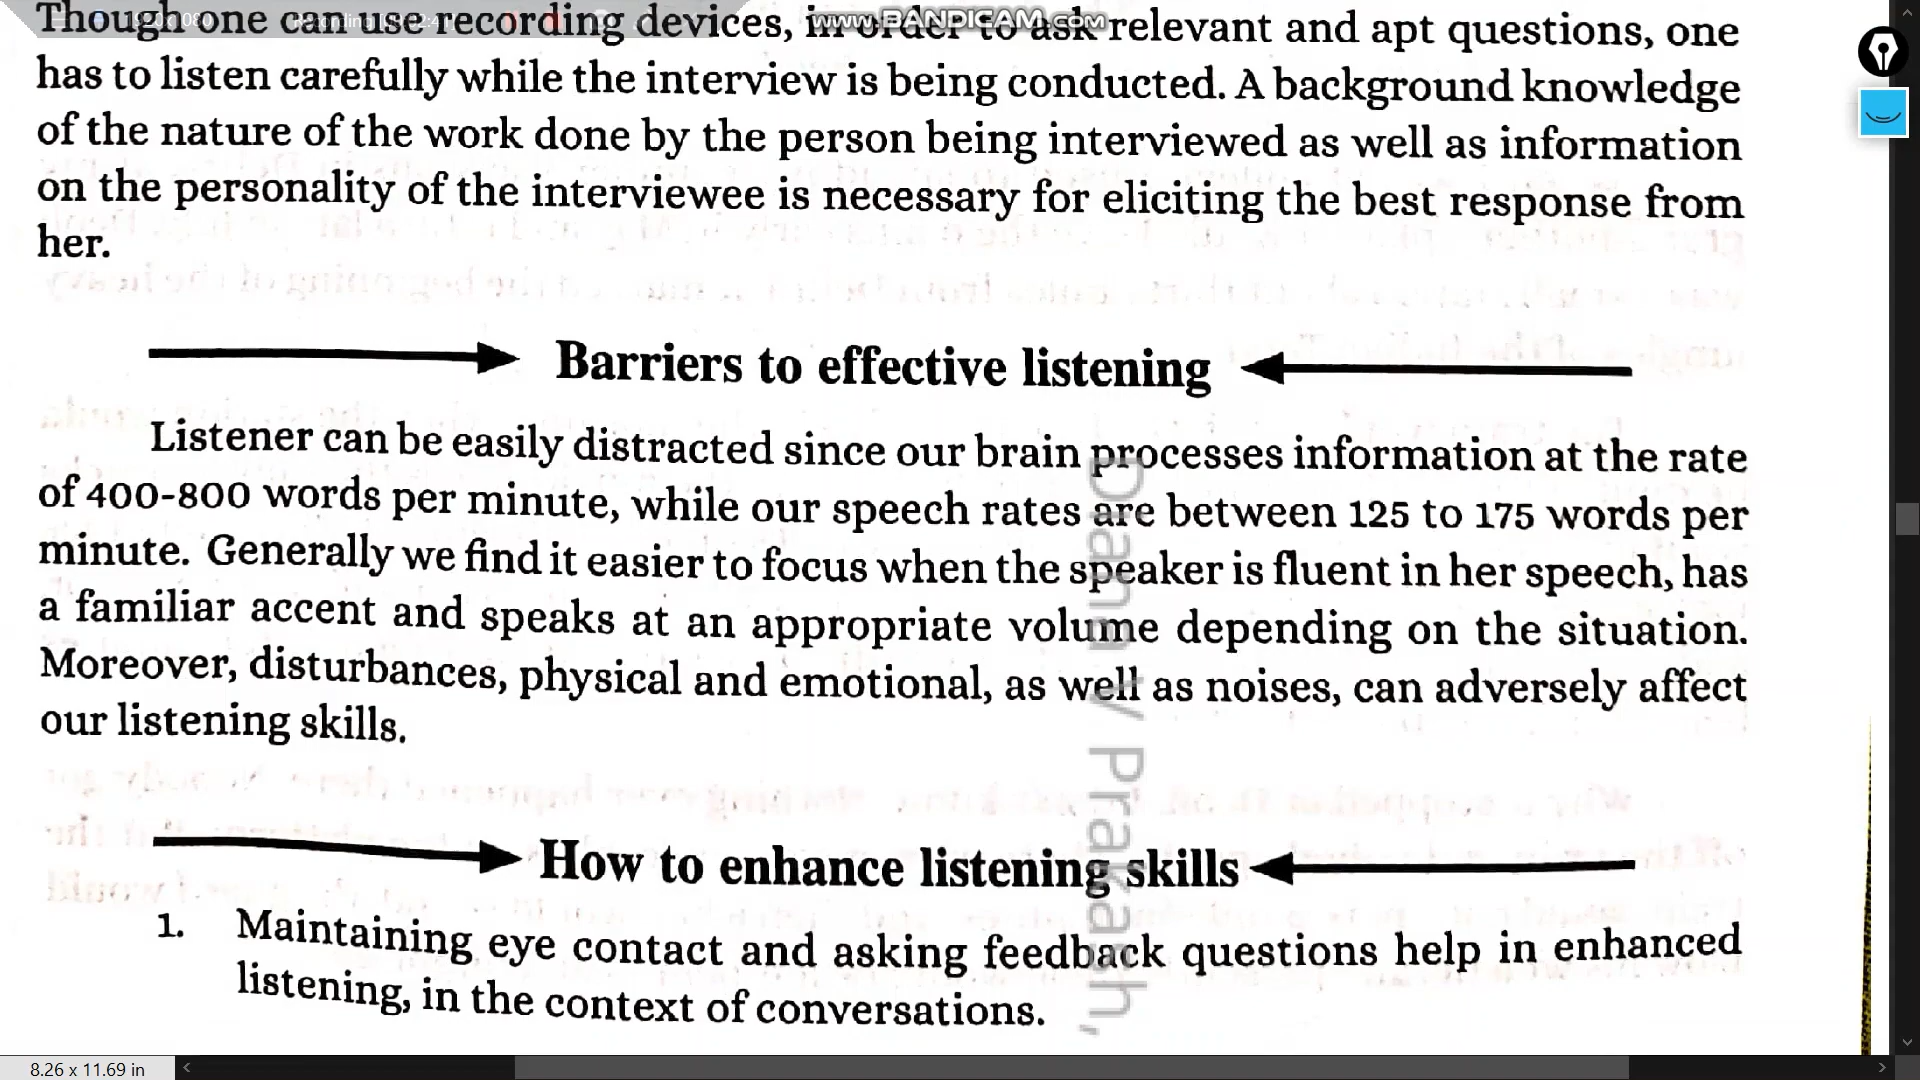 Though one can use recording devices, in order to ask relevant and apt questions, one
www.BANDICAM.com
has to listen carefully while the interview is being conducted. A background knowledge
of the nature of the work done by the person being interviewed as well as information
on the personality of the interviewee is necessary for eliciting the best response from
her.
Barriers to effective listening
Listener can be easily distracted since our brain processes information at the rate
of 400-800 words per minute, while our speech rates are between 125 to 175 words per
minute. Generally we find it easier to focus when the speaker is fluent in her speech, has
a familiar accent and speaks at an appropriate volume depending on the situation.
Moreover, disturbances, physical and emotional, as well as noises, can adversely affect
our listening skills.
How to enhance listening skills
1. Maintaining eye contact and asking feedback questions help in enhanced
listening, in the context of conversations.
Diana V Prakash,
8.26 x 11.69 in